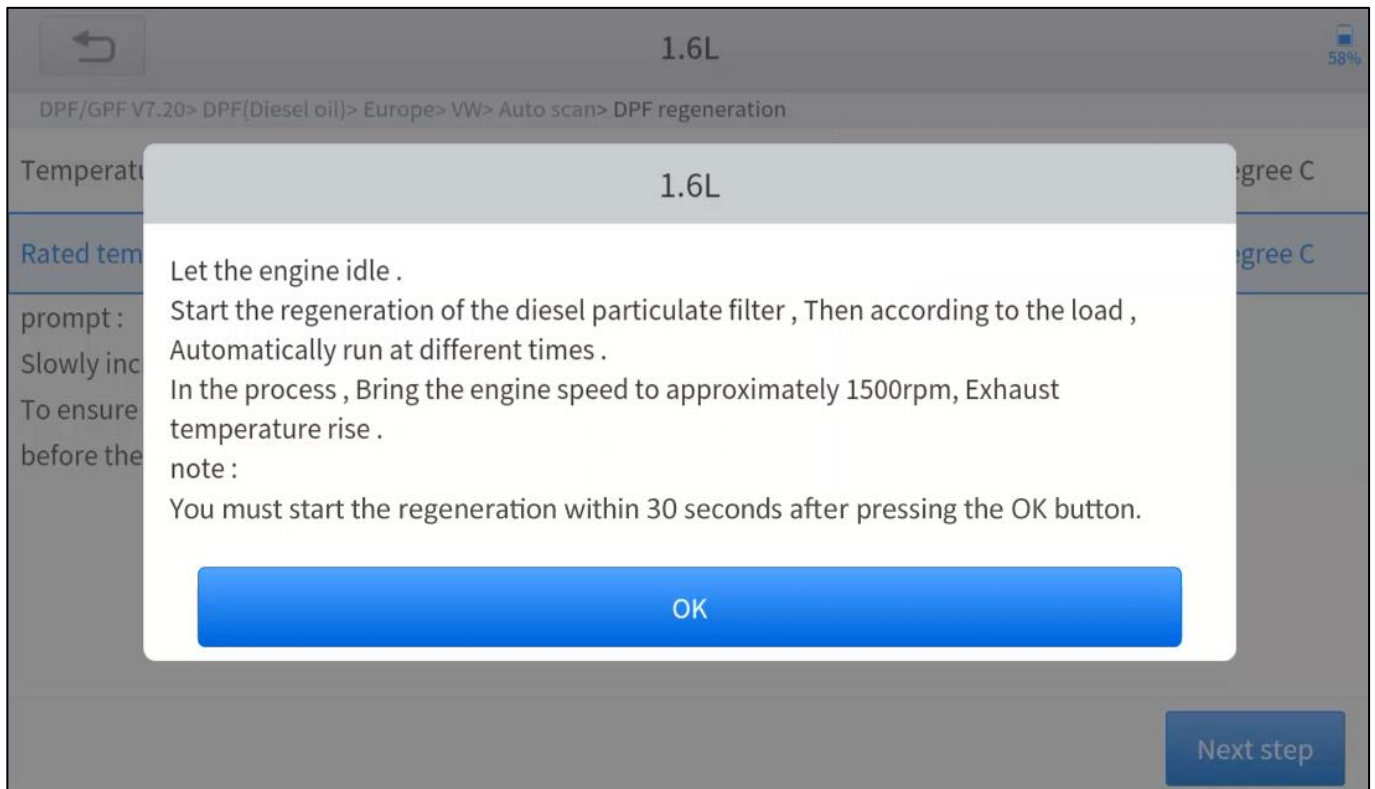 1.6L
58%
DPF/GPF V7.20> DPF(Diesel oil)> Europe> VW> Auto scan> DPF regeneration
egree C
1.6L
Rated tem
egree C
Let the engine idle .
Start the regeneration of the diesel particulate filter , Then according to the load ,
Automatically run at different times .
In the process , Bring the engine speed to approximately 1500rpm, Exhaust
temperature rise .
note :
You must start the regeneration within 30 seconds after pressing the OK button.
prompt :
Slowly inc
To ensure
before the
OK
Next step